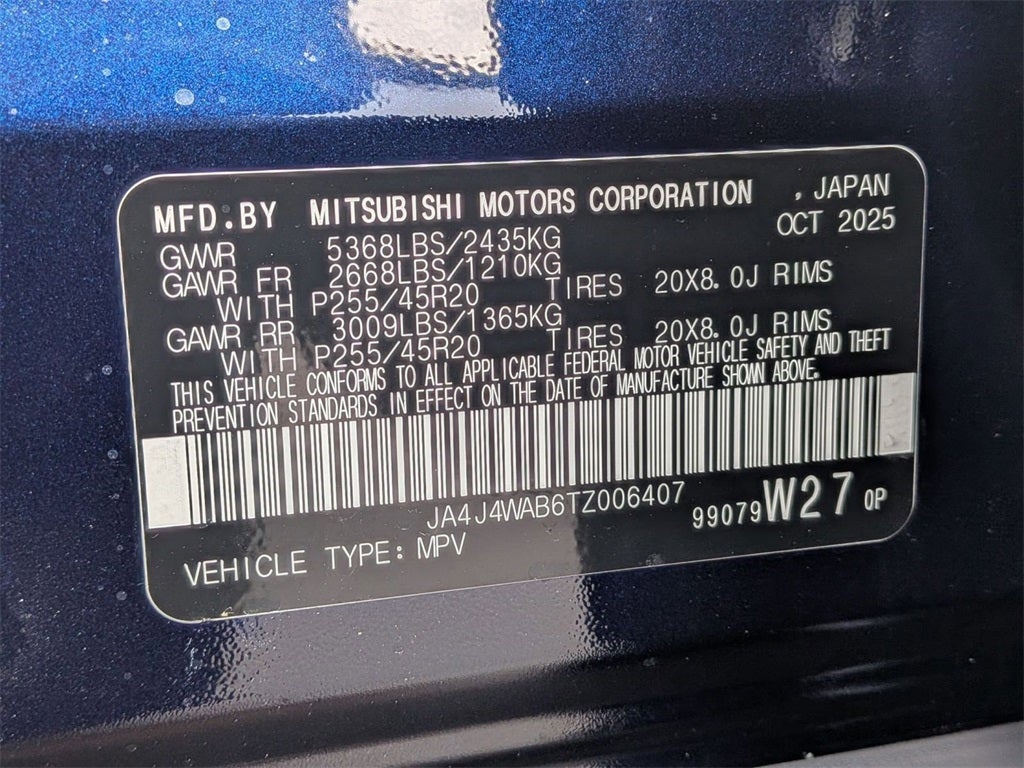 MFD.BY MITSUBISHI MOTORS CORPORATION , JAPAN
OCT 2025
GVWR 5368LBS/2435KG
GAWR FR 2668LBS/1210KG
WITH P255/45R20 TIRES 20X8.0J RIMS
GAWR RR 3009LBS/1365KG
WITH P255/45R20 TIRES 20X8.0J RIMS
THIS VEHICLE CONFORMS TO ALL APPLICABLE FEDERAL MOTOR VEHICLE SAFETY AND THEFT
PREVENTION STANDARDS IN EFFECT ON THE DATE OF MANUFACTURE SHOWN ABOVE.
JA4J4WAB6TZ006407
99079W27 0P
VEHICLE TYPE: MPV